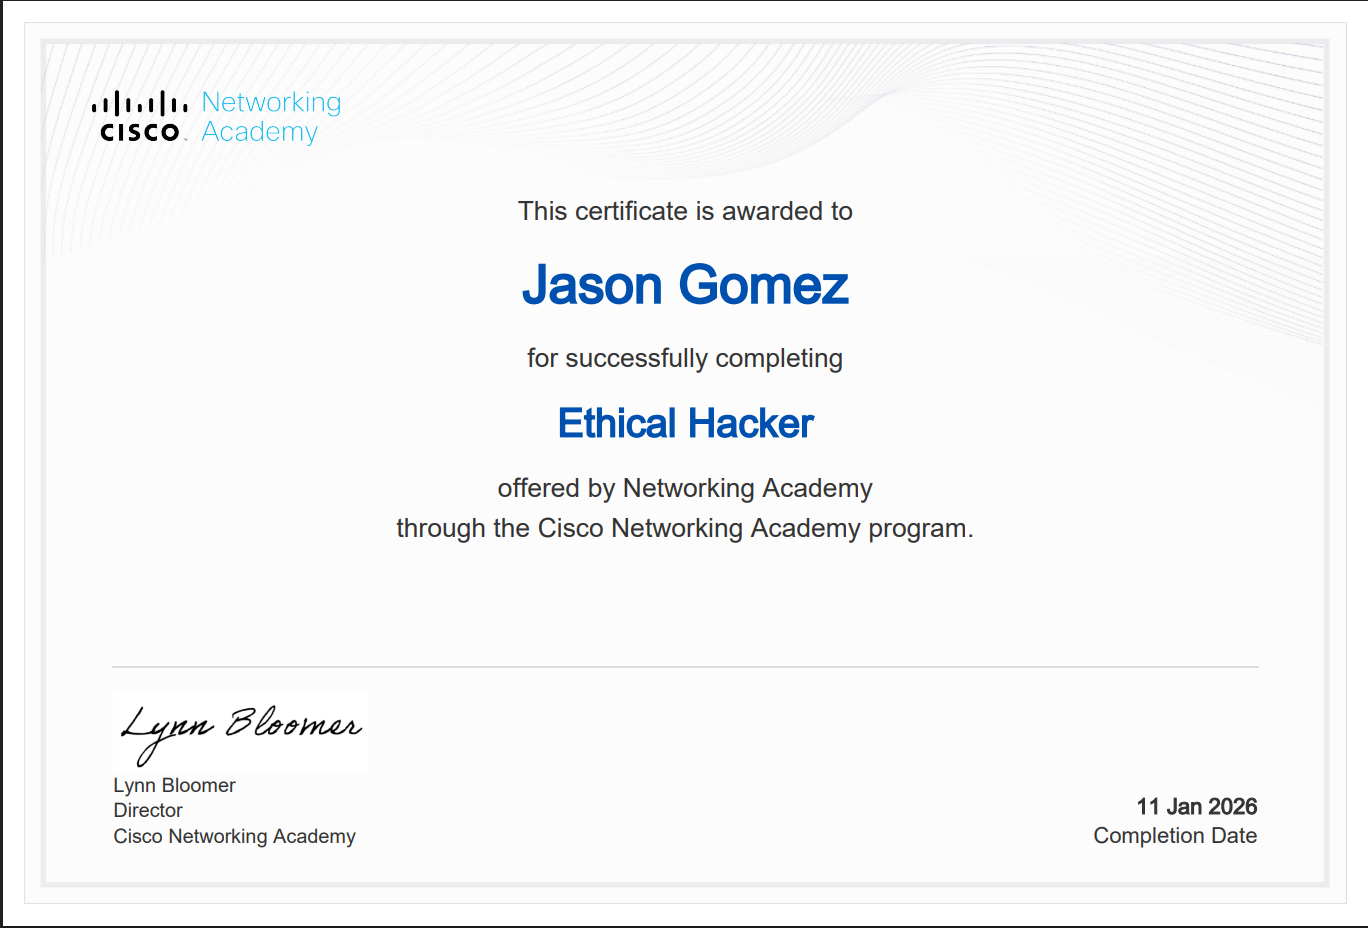 CISCO
Networking
Academy
This certificate is awarded to
Jason Gomez
for successfully completing
Ethical Hacker
offered by Networking Academy
through the Cisco Networking Academy program.
Lynn Bloomer
Lynn Bloomer
Director
Cisco Networking Academy
11 Jan 2026
Completion Date